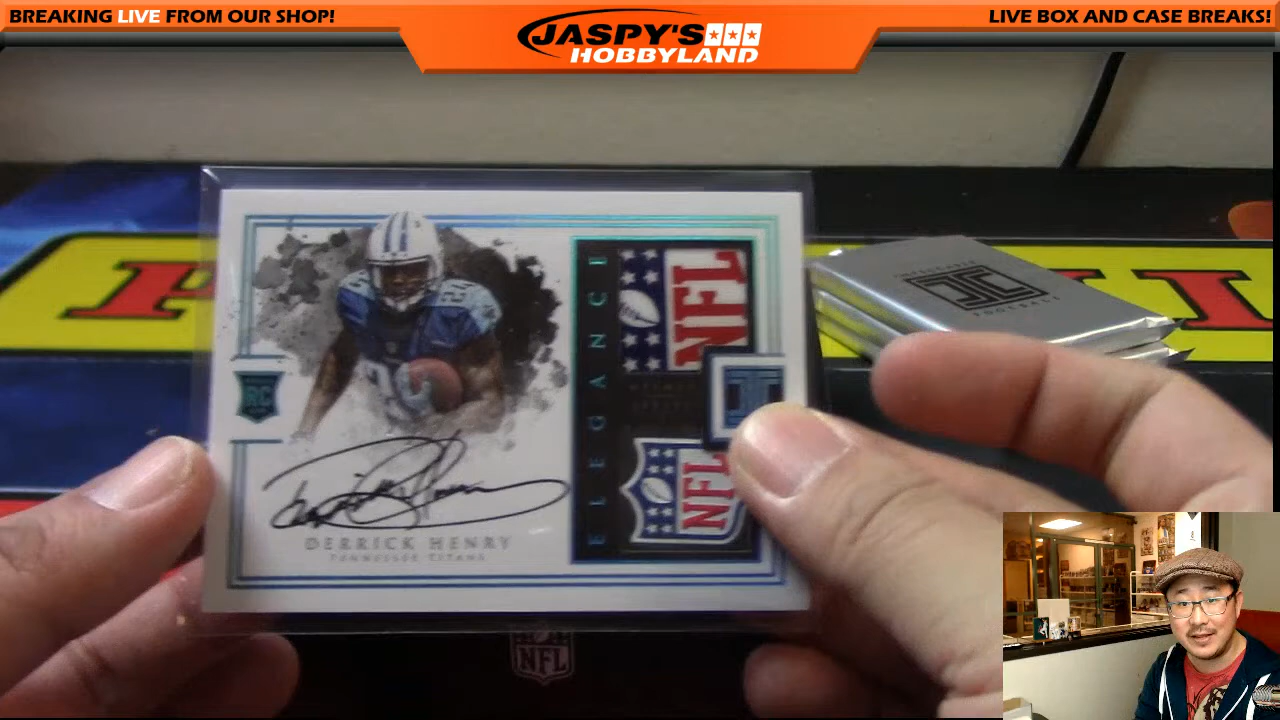 BREAKING LIVE FROM OUR SHOP!
JASPY'S
HOBBYLAND
LIVE BOX AND CASE BREAKS!
RC
ELEGANCE
NFL
NFL
DERRICK HENRY
TENNESSEE TITANS
FOOTBALL
NFL